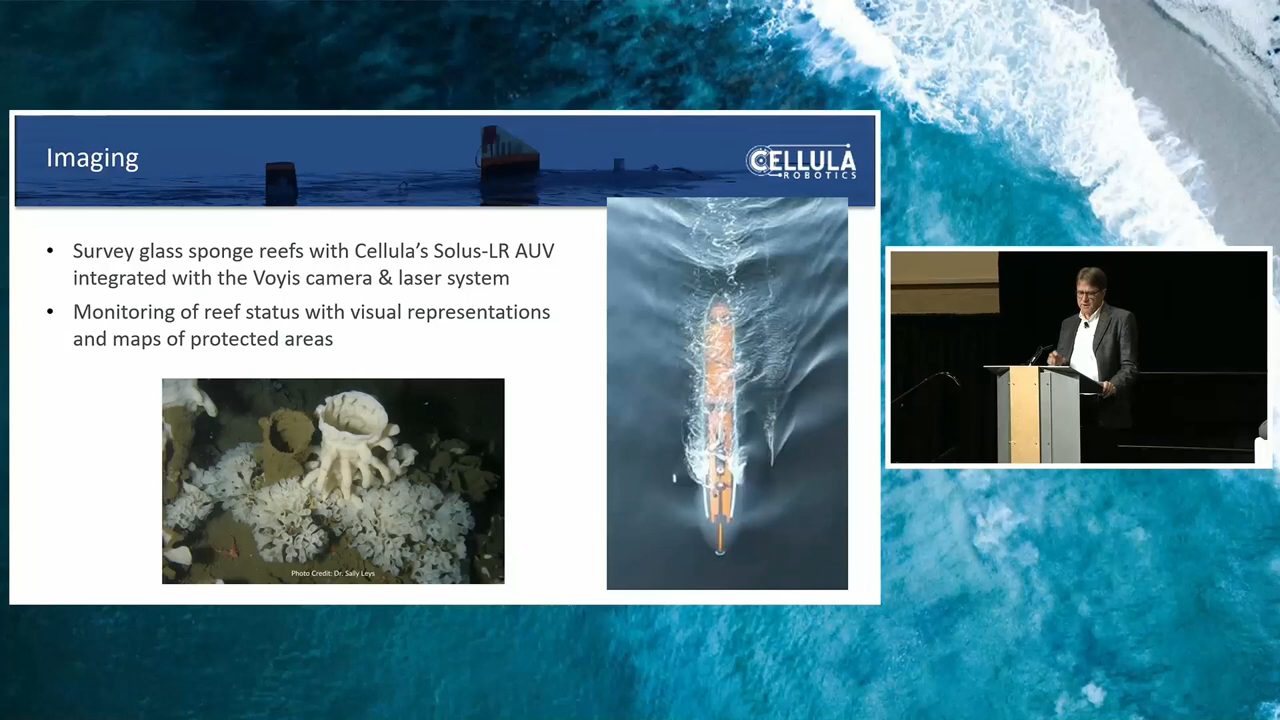 Imaging
CELLULA
ROBOTICS
• Survey glass sponge reefs with Cellula's Solus-LR AUV
integrated with the Voyis camera & laser system
• Monitoring of reef status with visual representations
and maps of protected areas
Photo Credit: Dr. Sally Leys